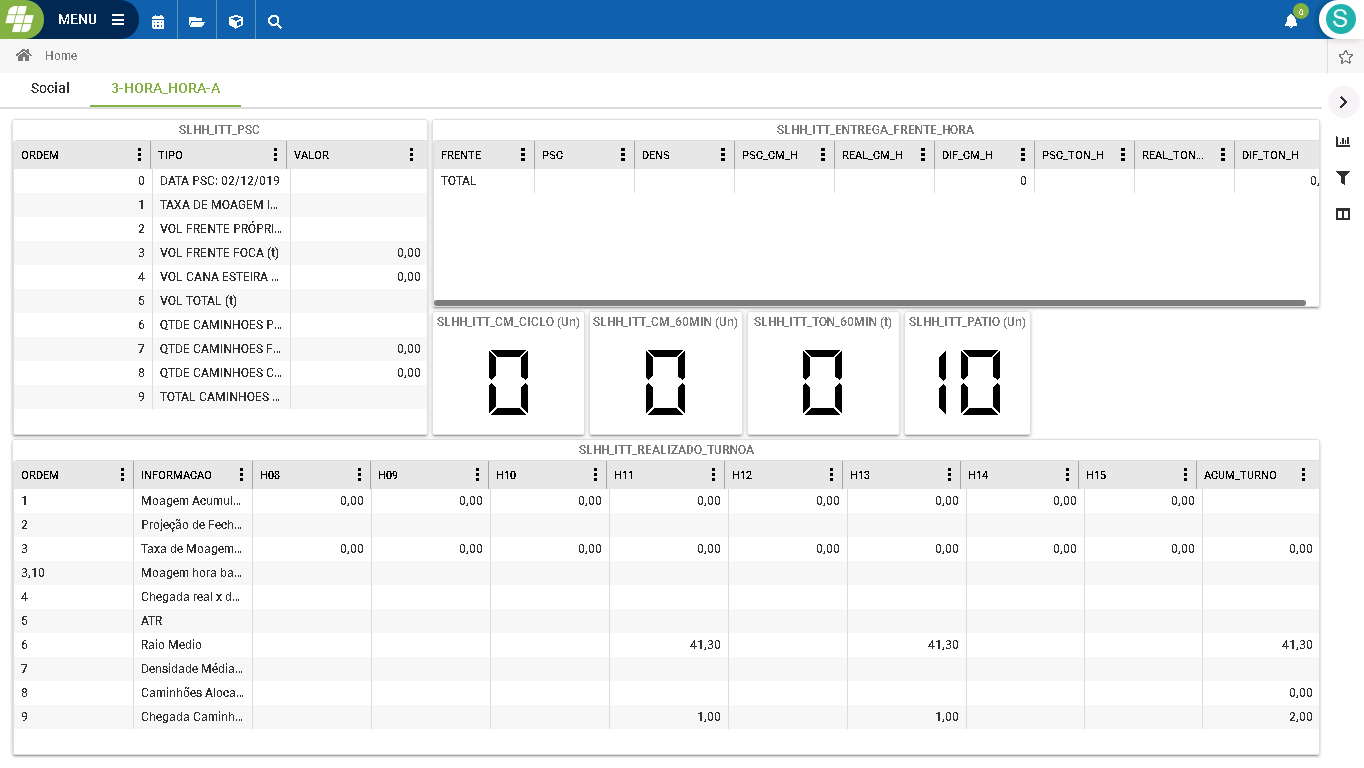 MENU
0
S
Home
Social 3-HORA_HORA-A
SLHH_ITT_PSC
ORDEM TIPO VALOR
0 DATA PSC: 02/12/019
1 TAXA DE MOAGEM I...
2 VOL FRENTE PRÓPRI...
3 VOL FRENTE FOCA (t) 0,00
4 VOL CANA ESTEIRA ... 0,00
5 VOL TOTAL (t)
6 QTDE CAMINHOES P...
7 QTDE CAMINHOES F... 0,00
8 QTDE CAMINHOES C... 0,00
9 TOTAL CAMINHOES ...
SLHH_ITT_ENTREGA_FRENTE_HORA
FRENTE PSC DENS PSC_CM_H REAL_CM_H DIF_CM_H PSC_TON_H REAL_TON... DIF_TON_H
TOTAL 0 0,
SLHH_ITT_CM_CICLO (Un) SLHH_ITT_CM_60MIN (Un) SLHH_ITT_TON_60MIN (t) SLHH_ITT_PATIO (Un)
0 0 0 10
SLHH_ITT_REALIZADO_TURNOA
ORDEM INFORMACAO H08 H09 H10 H11 H12 H13 H14 H15 ACUM_TURNO
1 Moagem Acumul... 0,00 0,00 0,00 0,00 0,00 0,00 0,00 0,00
2 Projeção de Fech...
3 Taxa de Moagem... 0,00 0,00 0,00 0,00 0,00 0,00 0,00 0,00 0,00
3,10 Moagem hora ba...
4 Chegada real x d...
5 ATR
6 Raio Medio 41,30 41,30 41,30
7 Densidade Média...
8 Caminhões Aloca... 0,00
9 Chegada Caminh... 1,00 1,00 2,00